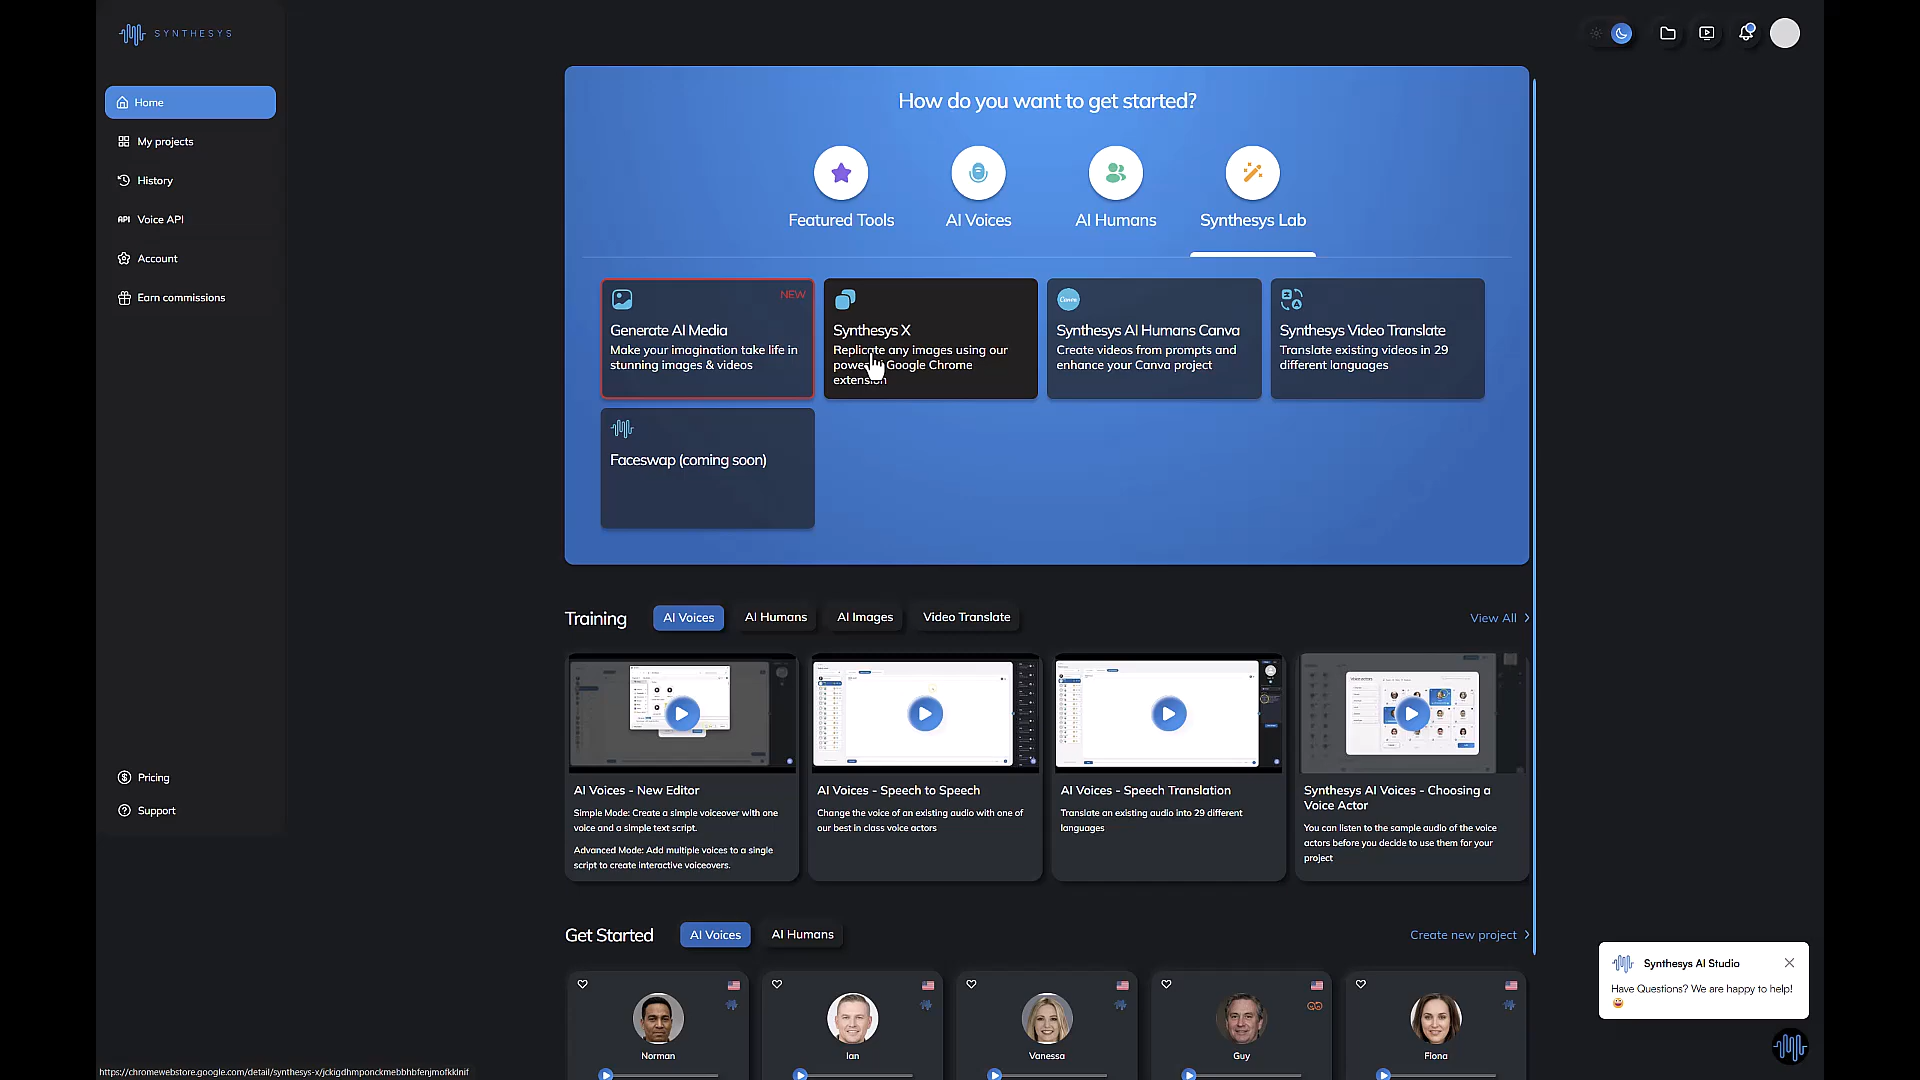 SYNTHESYS
Home
My projects
History
API Voice API
Account
Earn commissions
Pricing
Support
How do you want to get started?
Featured Tools
AI Voices
AI Humans
Synthesys Lab
NEW
Generate AI Media
Make your imagination take life in
stunning images & videos
Synthesys X
Replicate any images using our
powerful Google Chrome
extension
Canva
Synthesys AI Humans Canva
Create videos from prompts and
enhance your Canva project
Synthesys Video Translate
Translate existing videos in 29
different languages
Faceswap (coming soon)
Training
AI Voices
AI Humans
AI Images
Video Translate
View All
AI Voices - New Editor
Simple Mode: Create a simple voiceover with one
voice and a simple text script.
Advanced Mode: Add multiple voices to a single
script to create interactive voiceovers.
AI Voices - Speech to Speech
Change the voice of an existing audio with one of
our best in class voice actors
AI Voices - Speech Translation
Translate an existing audio into 29 different
languages
Synthesys AI Voices - Choosing a
Voice Actor
You can listen to the sample audio of the voice
actors before you decide to use them for your
project
Get Started
AI Voices
AI Humans
Create new project
Norman
Ian
Vanessa
Guy
Fiona
Synthesys AI Studio
Have Questions? We are happy to help!